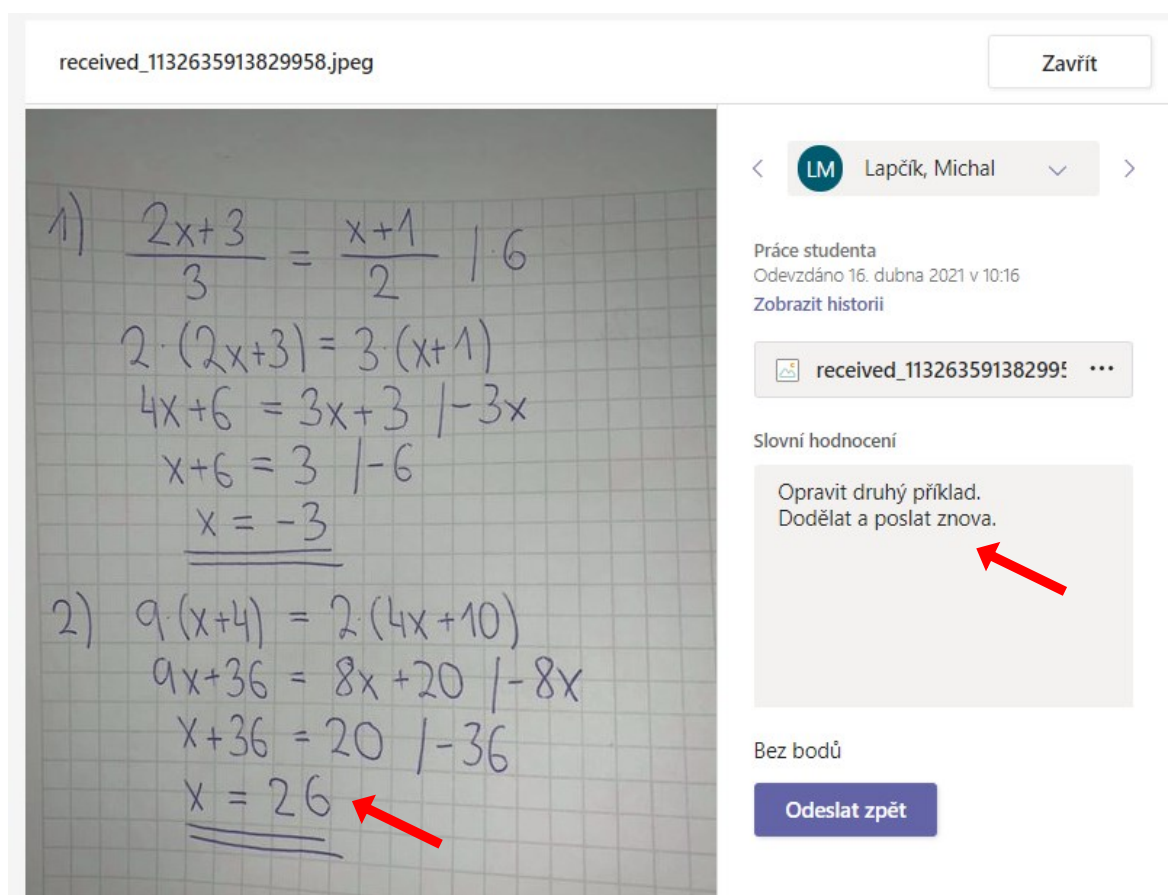 received_1132635913829958.jpeg
Zavřít
1) 2x+3/3 = x+1/2 /·6
2·(2x+3) = 3·(x+1)
4x+6 = 3x+3 /-3x
x+6 = 3 /-6
x = -3
2) 9·(x+4) = 2·(4x+10)
9x+36 = 8x+20 /-8x
x+36 = 20 /-36
x = 26
LM Lapčík, Michal
Práce studenta
Odevzdáno 16. dubna 2021 v 10:16
Zobrazit historii
received_113263591382995 ...
Slovní hodnocení
Opravit druhý příklad.
Dodělat a poslat znova.
Bez bodů
Odeslat zpět